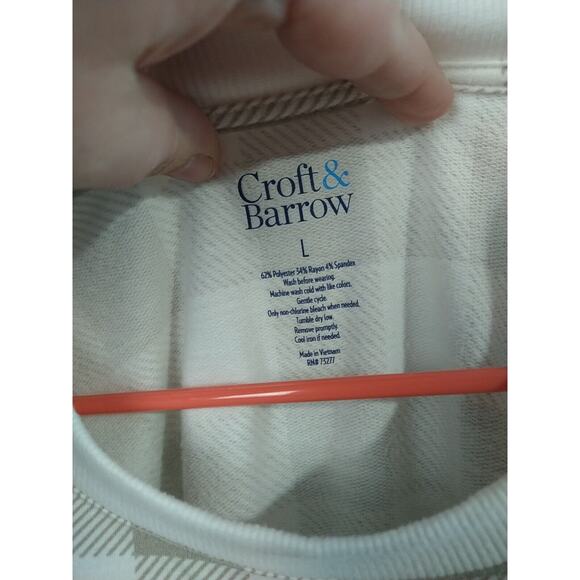 Croft&
Barrow
L
62% Polyester 34% Rayon 4% Spandex
Wash before wearing.
Machine wash cold with like colors.
Gentle cycle.
Only non-chlorine bleach when needed.
Tumble dry low.
Remove promptly.
Cool iron if needed.
Made in Vietnam
RN# 73277